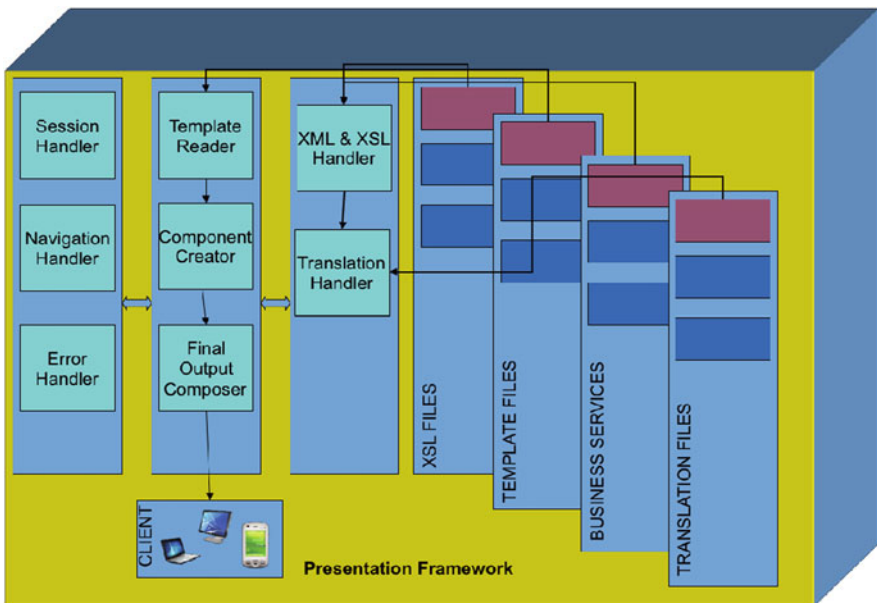 Session
Handler
Navigation
Handler
Error
Handler
Template
Reader
Component
Creator
Final
Output
Composer
XML & XSL
Handler
Translation
Handler
XSL FILES
TEMPLATE FILES
BUSINESS SERVICES
TRANSLATION FILES
CLIENT
Presentation Framework